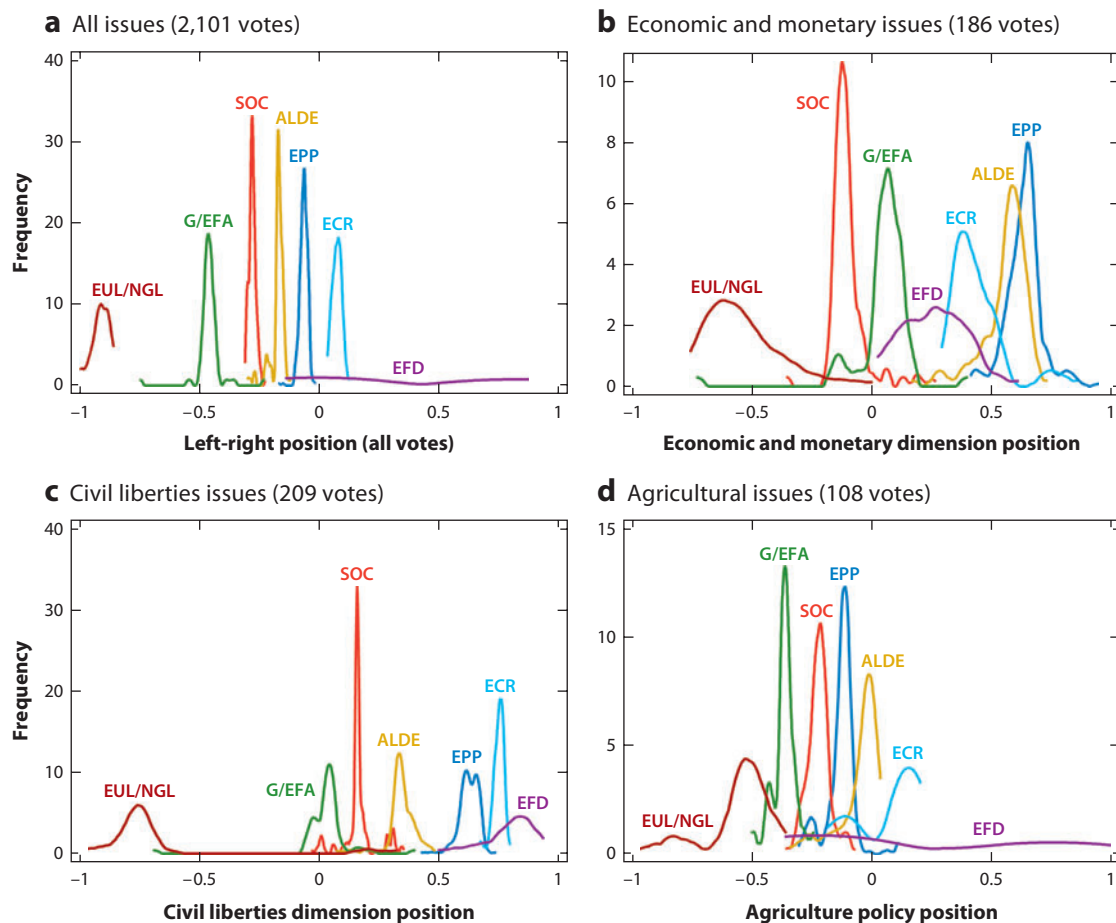 a All issues (2,101 votes)
40
30
20
10
0
Frequency
EUL/NGL
G/EFA
SOC
ALDE
EPP
ECR
EFD
−1
−0.5
0
0.5
1
Left-right position (all votes)
b Economic and monetary issues (186 votes)
10
8
6
4
2
0
EUL/NGL
SOC
G/EFA
EFD
ECR
ALDE
EPP
−1
−0.5
0
0.5
1
Economic and monetary dimension position
c Civil liberties issues (209 votes)
40
30
20
10
0
Frequency
EUL/NGL
G/EFA
SOC
ALDE
EPP
ECR
EFD
−1
−0.5
0
0.5
1
Civil liberties dimension position
d Agricultural issues (108 votes)
15
10
5
0
EUL/NGL
G/EFA
SOC
EPP
ALDE
ECR
EFD
−1
−0.5
0
0.5
1
Agriculture policy position